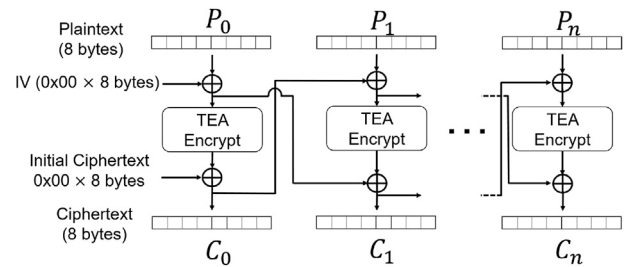 Plaintext
(8 bytes)
P₀
P₁
Pₙ
IV (0x00 × 8 bytes)
TEA
Encrypt
TEA
Encrypt
TEA
Encrypt
Initial Ciphertext
0x00 × 8 bytes
Ciphertext
(8 bytes)
C₀
C₁
Cₙ